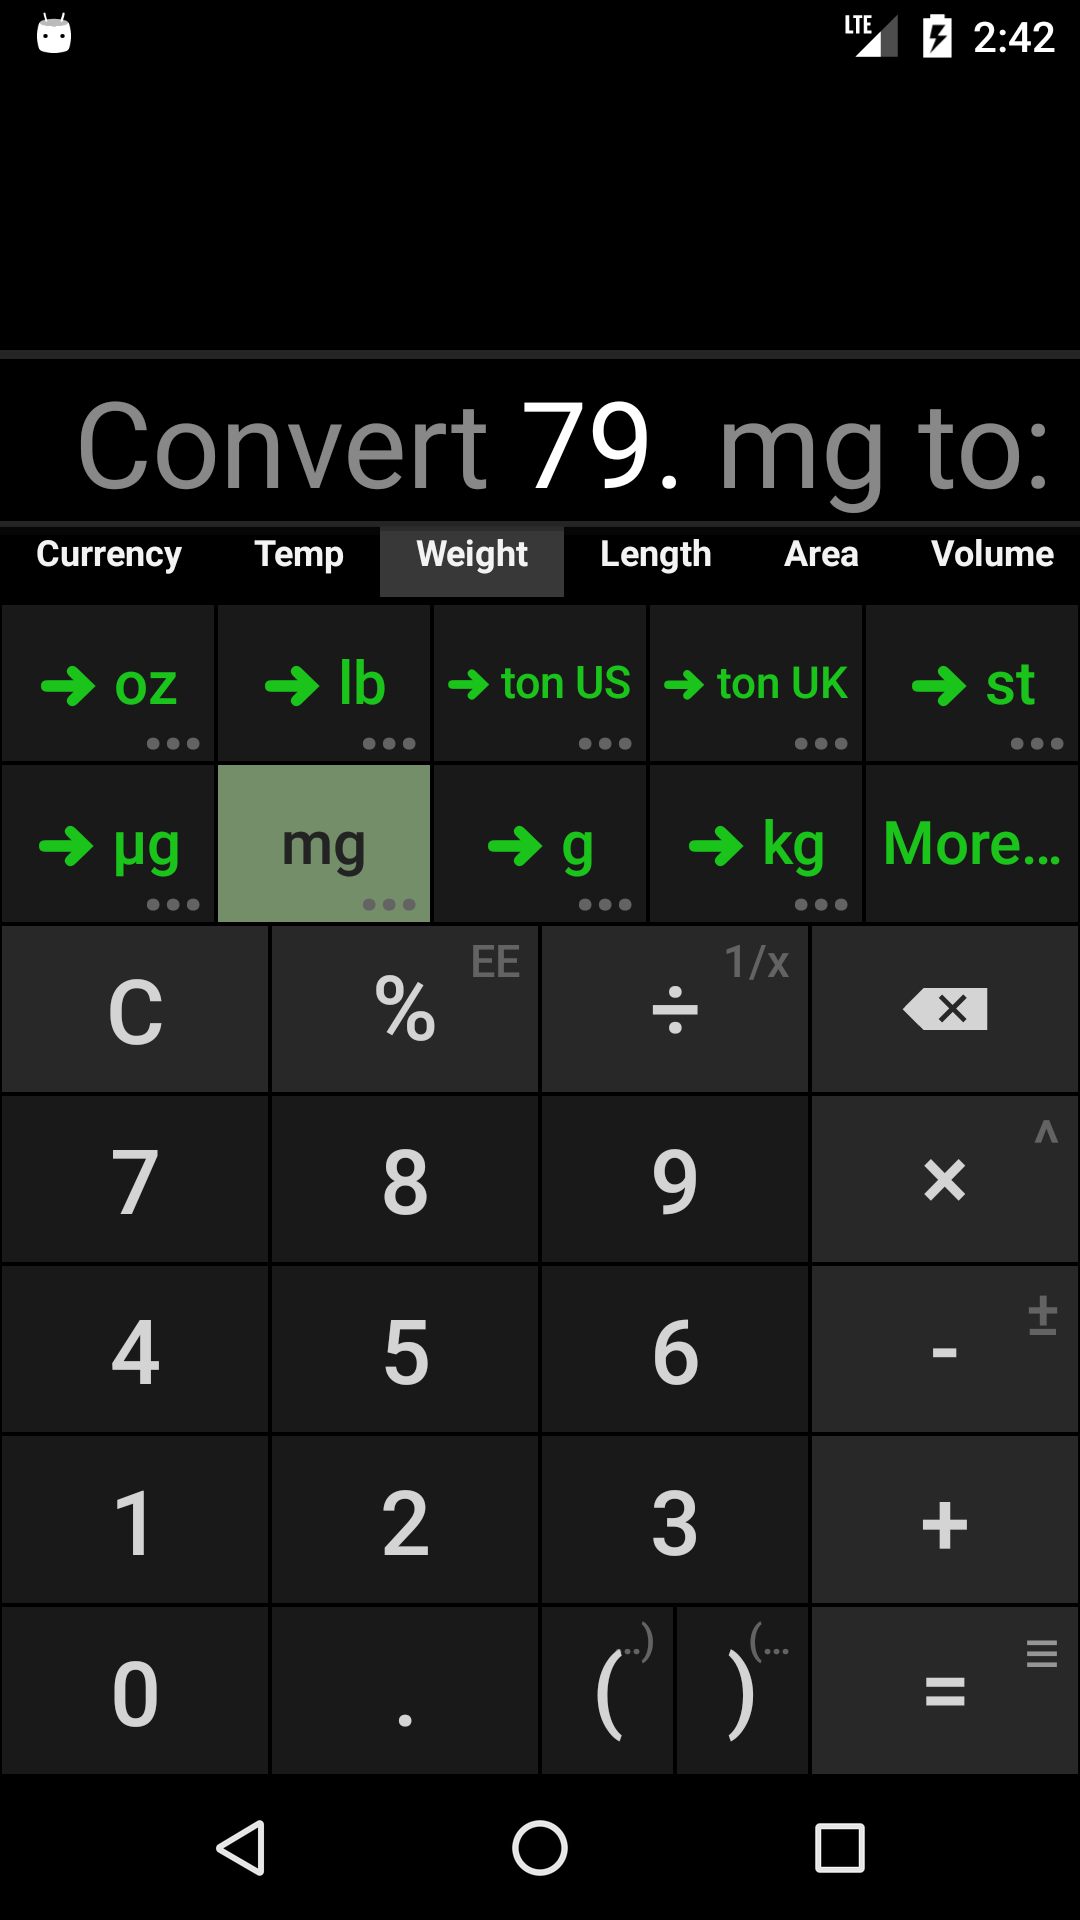 LTE 2:42
Convert 79. mg to:
Currency Temp Weight Length Area Volume
➔ oz ➔ lb ➔ ton US ➔ ton UK ➔ st
➔ µg mg ➔ g ➔ kg More...
C % EE ÷ 1/x
7 8 9 × ^
4 5 6 - ±
1 2 3 +
0 . ( ..) ) (... = ≡